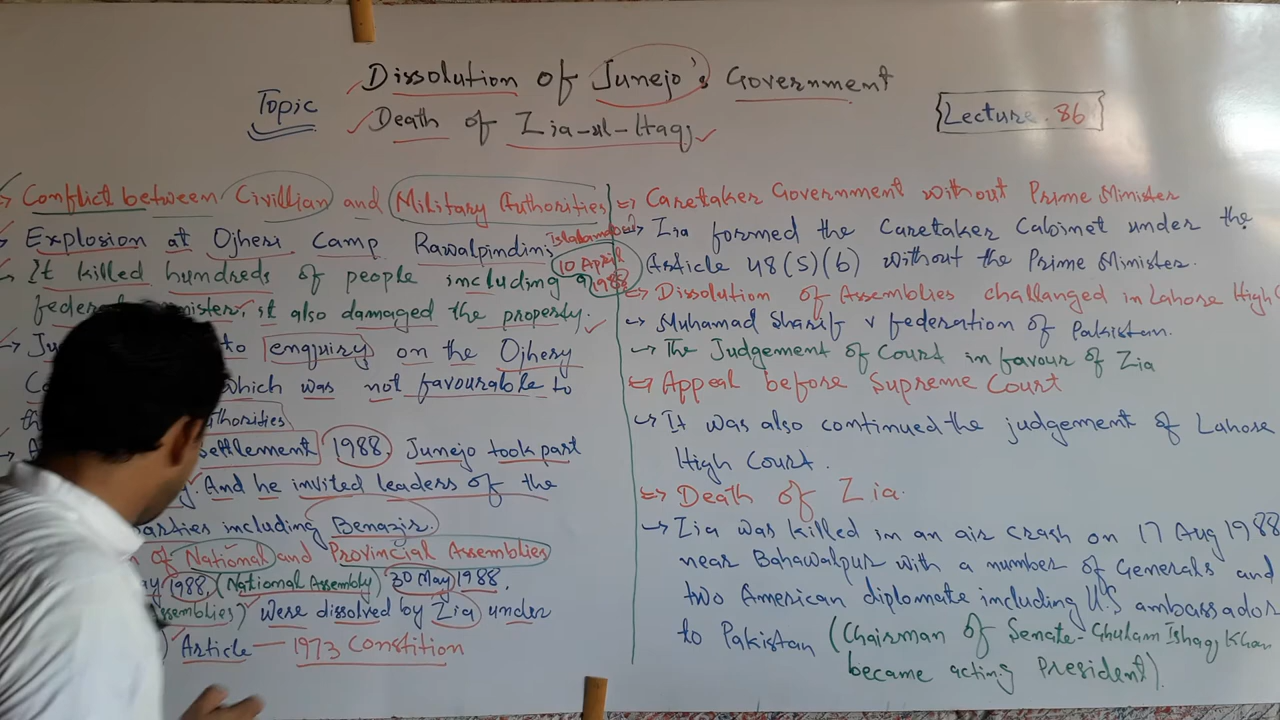 Topic
Dissolution of Junejo's Government
Death of Zia-ul-Haq
Lecture. 86
Conflict between Civillian and Military Authorities
Explosion at Ojheri Camp Rawalpindi
Islamabad
10 April 1988
It killed hundreds of people including a
federal minister, it also damaged the property.
to enquiry on the Ojhery
which was not favourable to
Authorities
settlement 1988 Junejo took part
And he invited leaders of the
parties including Benazir.
of National and Provincial Assemblies
1988, (National Assembly) 30 May 1988.
Assemblies) were dissolved by Zia under
Article — 1973 Constition
Caretaker Government without Prime Minister
Zia formed the Caretaker Cabinet under the
Article 48(5)(b) without the Prime Minister.
Dissolution of Assemblies challanged in Lahore High
Muhamad Sharif v federation of Pakistan.
The Judgement of Court in favour of Zia
Appeal before Supreme Court
It was also continued the judgement of Lahore
High Court.
Death of Zia.
Zia was killed in an air crash on 17 Aug 1988
near Bahawalpur with a number of Generals and
two American diplomate including U.S ambassador
to Pakistan (Chairman of Senate-Ghulam Ishaq Khan
became acting President).